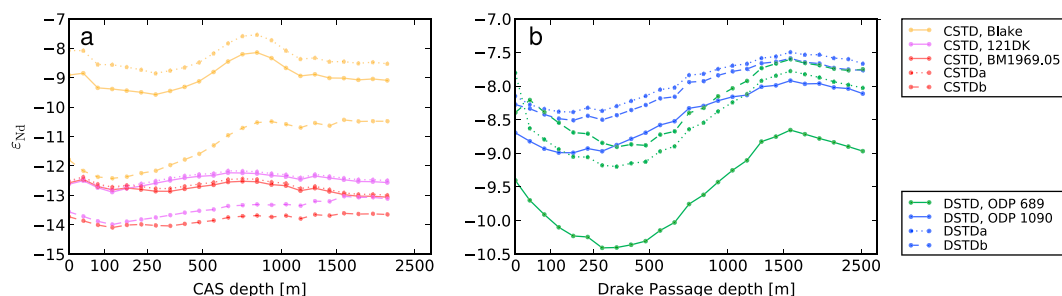 a
−7
−8
−9
−10
−11
−12
−13
−14
−15
εNd
0 100 250 500 1000 1500 2500
CAS depth [m]
b
−7.0
−7.5
−8.0
−8.5
−9.0
−9.5
−10.0
−10.5
0 100 250 500 1000 1500 2500
Drake Passage depth [m]
CSTD, Blake
CSTD, 121DK
CSTD, BM1969.05
CSTDa
CSTDb
DSTD, ODP 689
DSTD, ODP 1090
DSTDa
DSTDb